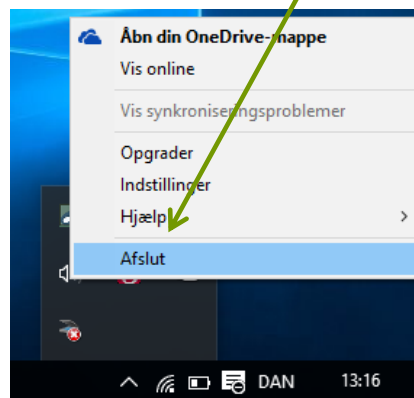 Åbn din OneDrive-mappe
Vis online
Vis synkroniseringsproblemer
Opgrader
Indstillinger
Hjælp
Afslut
DAN 13:16